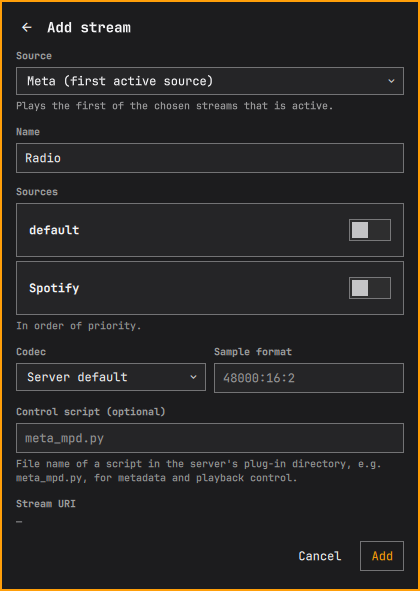 ← Add stream
Source
Meta (first active source)
Plays the first of the chosen streams that is active.
Name
Radio
Sources
default
Spotify
In order of priority.
Codec
Sample format
Server default
48000:16:2
Control script (optional)
meta_mpd.py
File name of a script in the server's plug-in directory, e.g.
meta_mpd.py, for metadata and playback control.
Stream URI
—
Cancel
Add